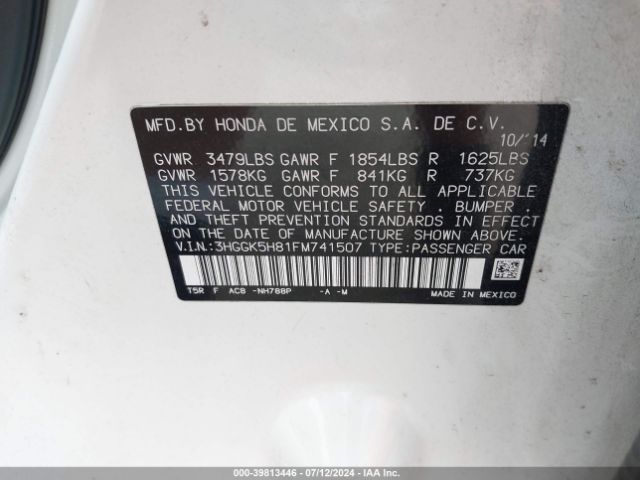 MFD.BY HONDA DE MEXICO S.A. DE C.V.
10/'14
GVWR 3479LBS GAWR F 1854LBS R 1625LBS
GVWR 1578KG GAWR F 841KG R 737KG
THIS VEHICLE CONFORMS TO ALL APPLICABLE
FEDERAL MOTOR VEHICLE SAFETY , BUMPER ,
AND THEFT PREVENTION STANDARDS IN EFFECT
ON THE DATE OF MANUFACTURE SHOWN ABOVE.
V.I.N.:3HGGK5H81FM741507 TYPE:PASSENGER CAR
T5R F AC8 -NH788P -A -M MADE IN MEXICO
000-39813446 - 07/12/2024 - IAA Inc.